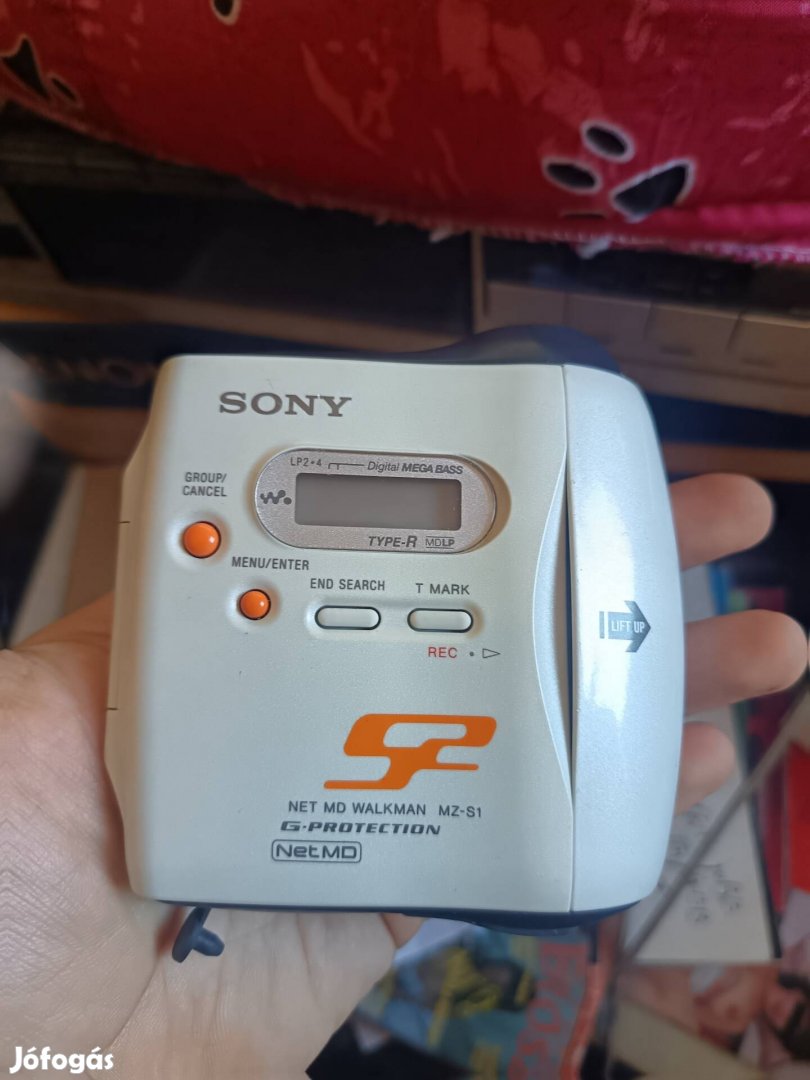 SONY
LP2•4 Digital MEGA BASS
TYPE-R MDLP
GROUP/
CANCEL
MENU/ENTER
END SEARCH
T MARK
REC
LIFT UP
NET MD WALKMAN MZ-S1
G-PROTECTION
NetMD
Jófogás